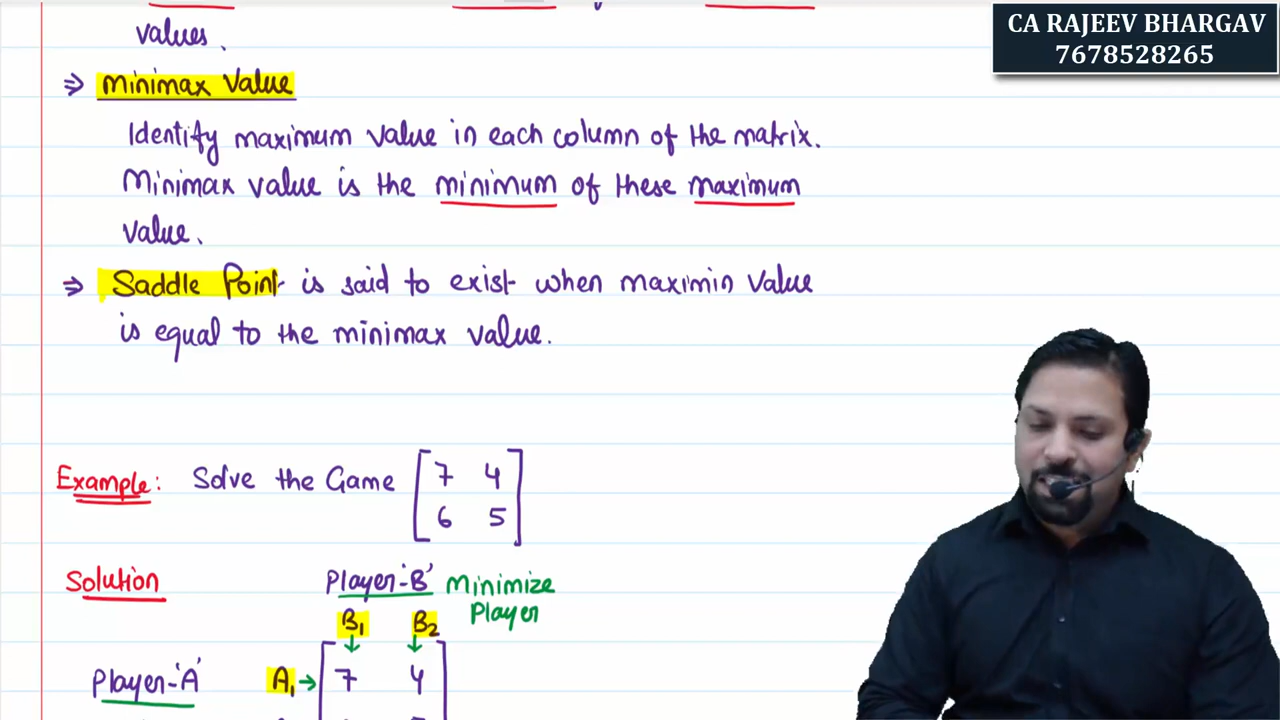 CA RAJEEV BHARGAV
7678528265
values.
⇒ Minimax Value
Identify maximum value in each column of the matrix.
Minimax value is the minimum of these maximum
value.
⇒ Saddle Point is said to exist when maximin value
is equal to the minimax value.
Example: Solve the Game [7 4
6 5]
Solution
Player-'B' Minimize
Player
B₁ B₂
Player-'A' A₁→ 7 4